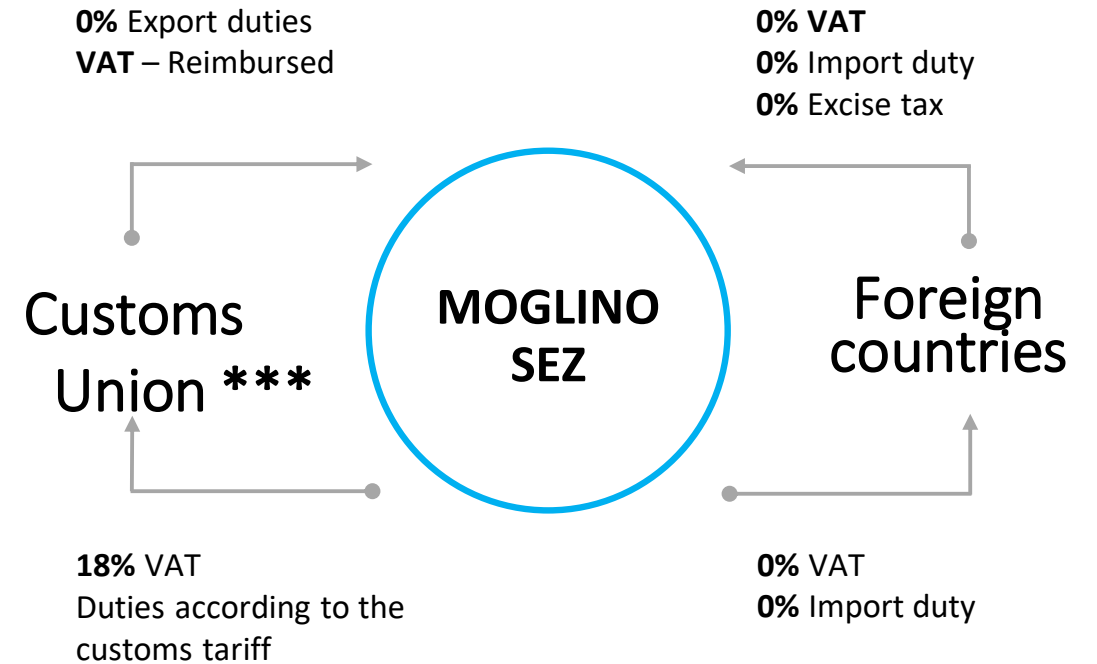 0% Export duties
VAT – Reimbursed
0% VAT
0% Import duty
0% Excise tax
Customs
Union ***
MOGLINO
SEZ
Foreign
countries
18% VAT
Duties according to the
customs tariff
0% VAT
0% Import duty